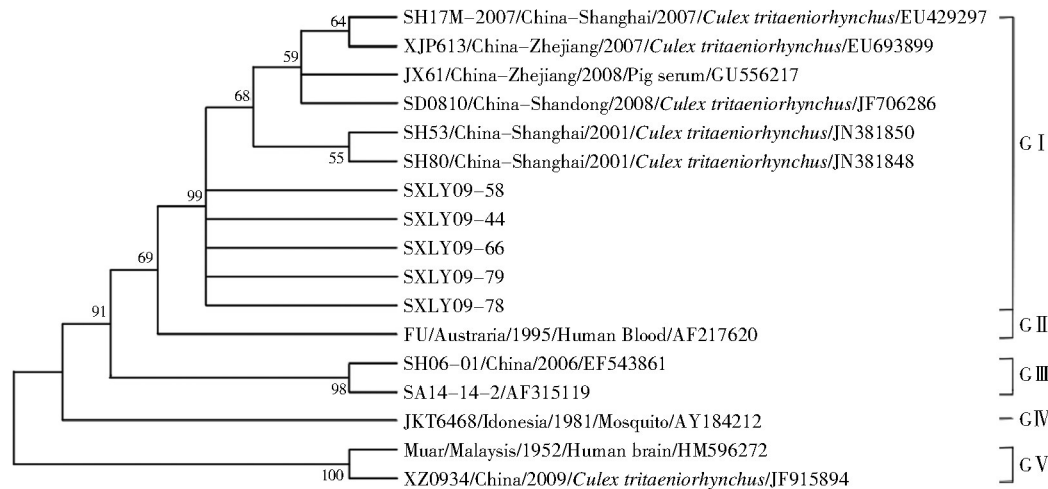 64 SH17M–2007/China–Shanghai/2007/Culex tritaeniorhynchus/EU429297
XJP613/China–Zhejiang/2007/Culex tritaeniorhynchus/EU693899
59 JX61/China–Zhejiang/2008/Pig serum/GU556217
68 SD0810/China–Shandong/2008/Culex tritaeniorhynchus/JF706286
SH53/China–Shanghai/2001/Culex tritaeniorhynchus/JN381850
GⅠ
55 SH80/China–Shanghai/2001/Culex tritaeniorhynchus/JN381848
99 SXLY09–58
SXLY09–44
SXLY09–66
69 SXLY09–79
SXLY09–78
91 FU/Austraria/1995/Human Blood/AF217620 GⅡ
SH06–01/China/2006/EF543861
GⅢ
98 SA14–14–2/AF315119
JKT6468/Idonesia/1981/Mosquito/AY184212 GⅣ
Muar/Malaysia/1952/Human brain/HM596272
GⅤ
100 XZ0934/China/2009/Culex tritaeniorhynchus/JF915894